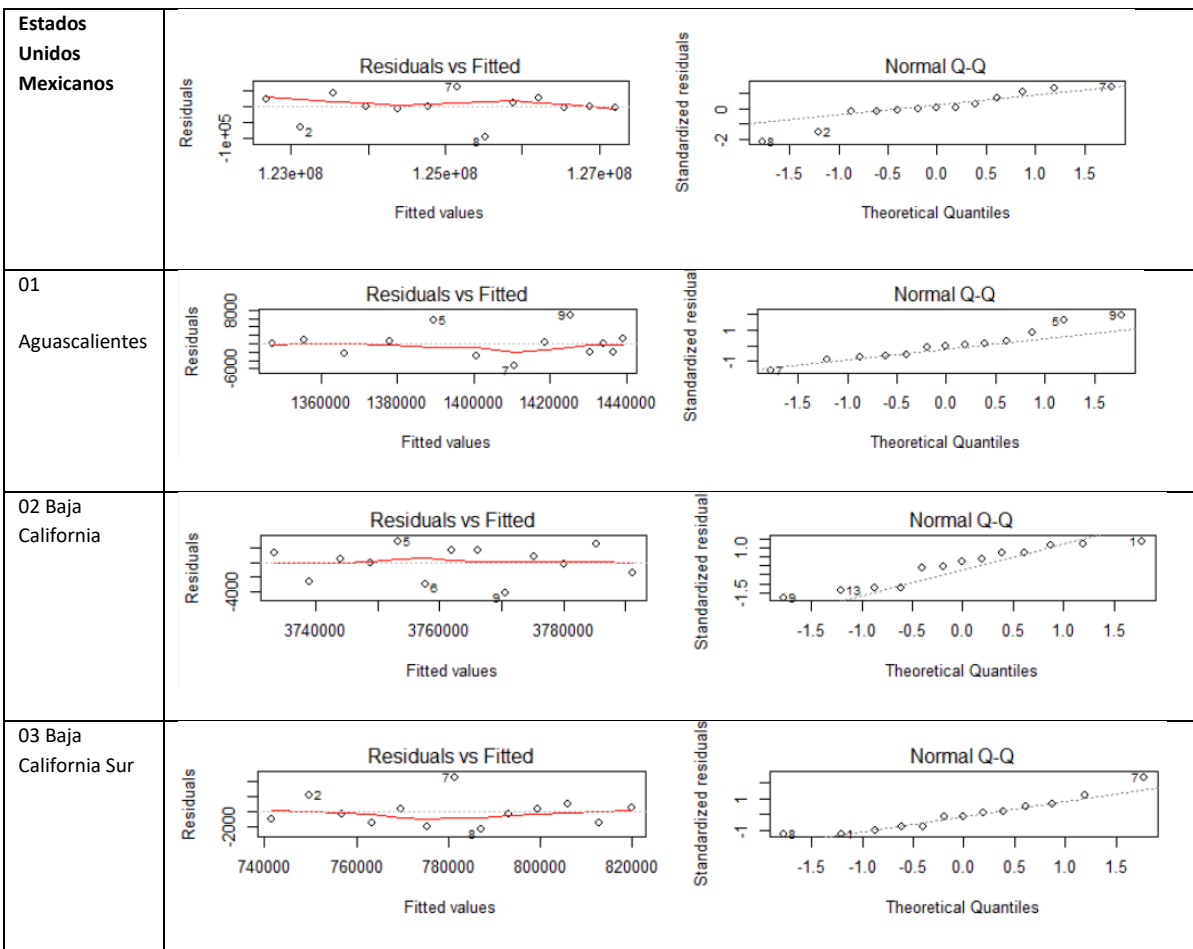 Estados
Unidos
Mexicanos
Residuals vs Fitted
Residuals
-1e+05
7
2
8
1.23e+08 1.25e+08 1.27e+08
Fitted values
Normal Q-Q
Standardized residuals
0
-2
7
2
8
-1.5 -1.0 -0.5 0.0 0.5 1.0 1.5
Theoretical Quantiles
01
Aguascalientes
Residuals vs Fitted
Residuals
8000
-6000
5
9
7
1360000 1380000 1400000 1420000 1440000
Fitted values
Normal Q-Q
Standardized residual
1
-1
5
9
7
-1.5 -1.0 -0.5 0.0 0.5 1.0 1.5
Theoretical Quantiles
02 Baja
California
Residuals vs Fitted
Residuals
-4000
5
6
9
3740000 3760000 3780000
Fitted values
Normal Q-Q
Standardized residual
1.0
-1.5
1
13
9
-1.5 -1.0 -0.5 0.0 0.5 1.0 1.5
Theoretical Quantiles
03 Baja
California Sur
Residuals vs Fitted
Residuals
-2000
7
2
8
740000 760000 780000 800000 820000
Fitted values
Normal Q-Q
Standardized residuals
1
-1
7
8
1
-1.5 -1.0 -0.5 0.0 0.5 1.0 1.5
Theoretical Quantiles